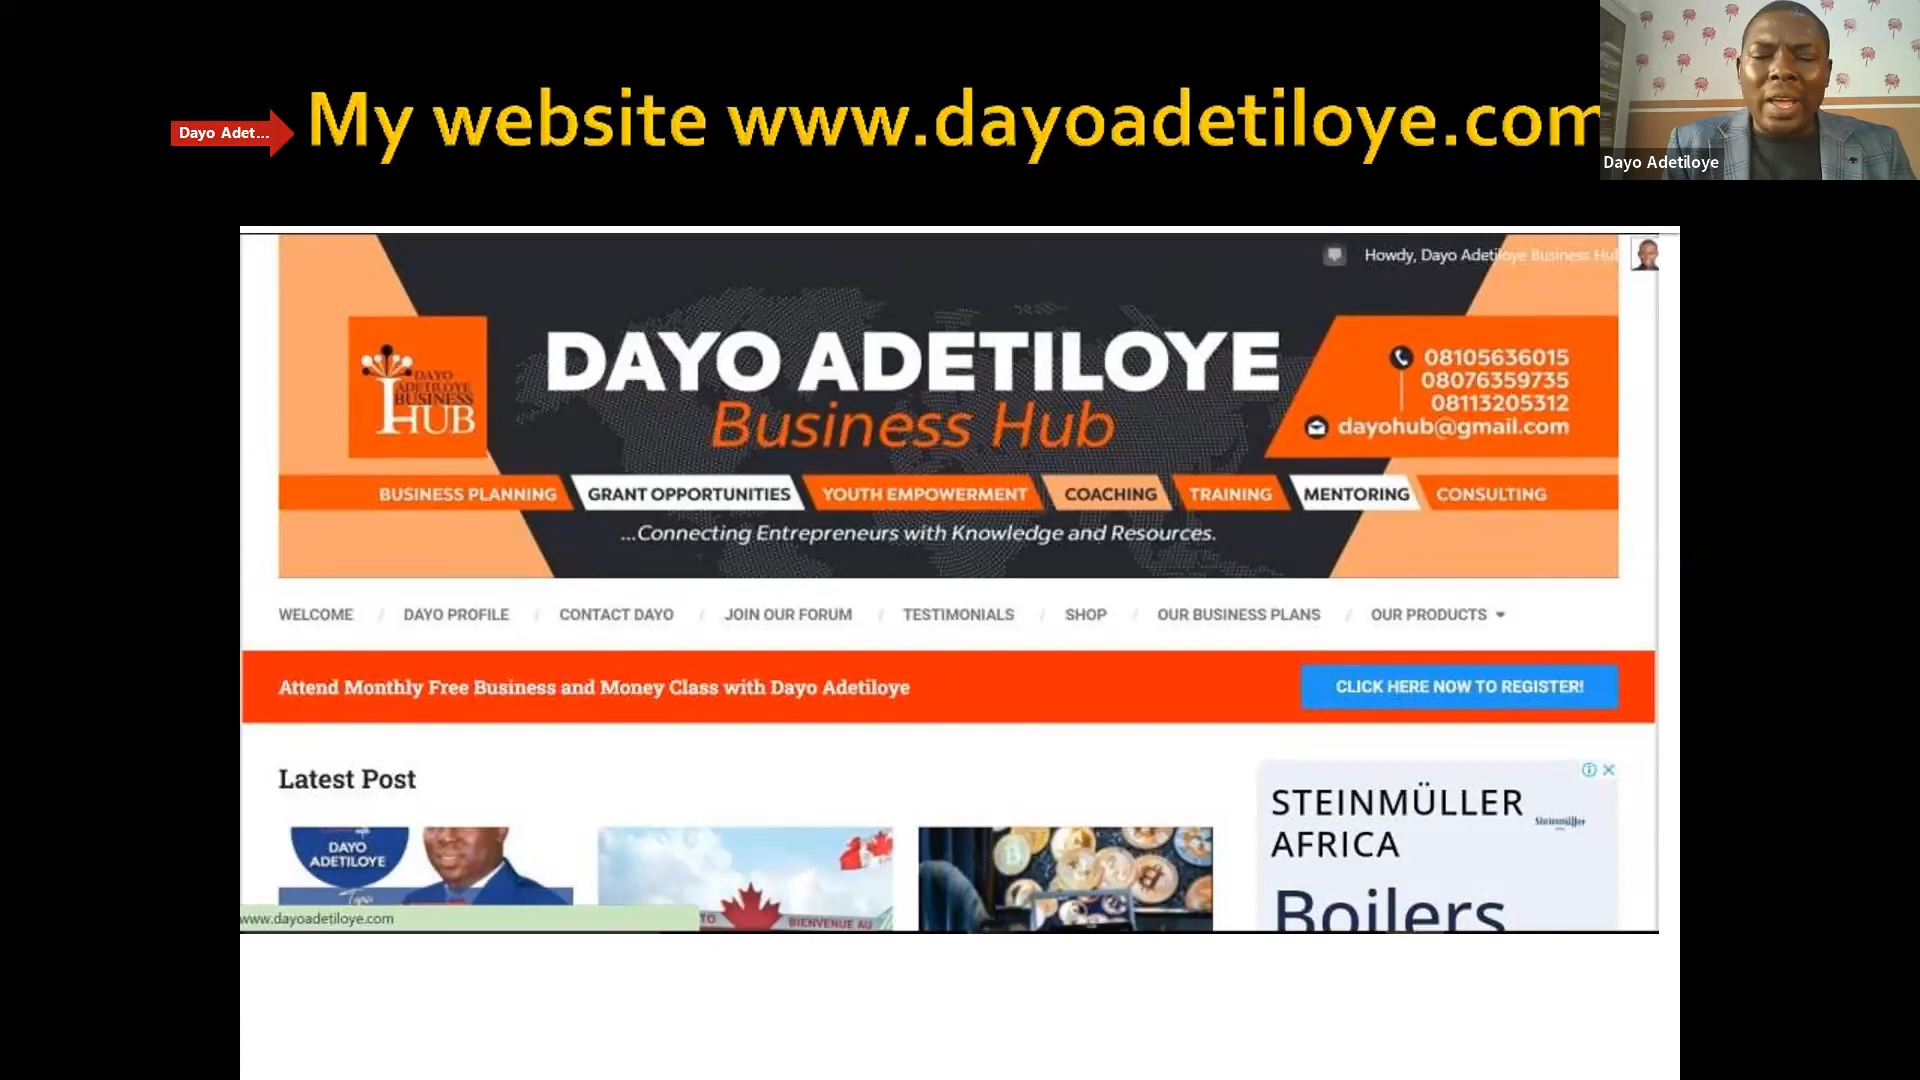 My website www.dayoadetiloye.com
Dayo Adet...
Dayo Adetiloye
Howdy, Dayo Adetiloye Business Hub
DAYO
ADETILOYE
BUSINESS
HUB
DAYO ADETILOYE
Business Hub
08105636015
08076359735
08113205312
dayohub@gmail.com
BUSINESS PLANNING GRANT OPPORTUNITIES YOUTH EMPOWERMENT COACHING TRAINING MENTORING CONSULTING
...Connecting Entrepreneurs with Knowledge and Resources.
WELCOME / DAYO PROFILE / CONTACT DAYO / JOIN OUR FORUM / TESTIMONIALS / SHOP / OUR BUSINESS PLANS / OUR PRODUCTS
Attend Monthly Free Business and Money Class with Dayo Adetiloye
CLICK HERE NOW TO REGISTER!
Latest Post
DAYO
ADETILOYE
TO
BIENVENUE AU
STEINMÜLLER
AFRICA
Steinmüller
Boilers
www.dayoadetiloye.com